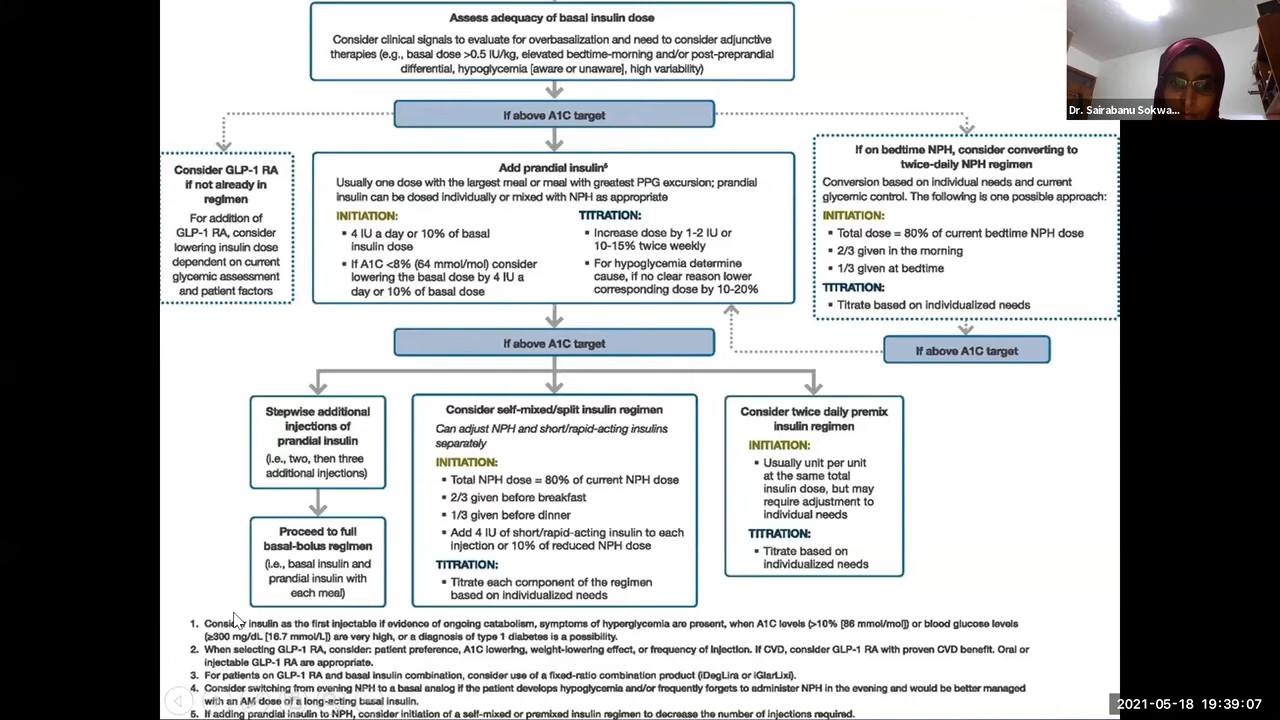 Assess adequacy of basal insulin dose
Consider clinical signals to evaluate for overbasalization and need to consider adjunctive
therapies (e.g., basal dose >0.5 IU/kg, elevated bedtime-morning and/or post-preprandial
differential, hypoglycemia [aware or unaware], high variability)
Dr. Sairabanu Sokwa...
If above A1C target
Consider GLP-1 RA
if not already in
regimen
For addition of
GLP-1 RA, consider
lowering insulin dose
dependent on current
glycemic assessment
and patient factors
Add prandial insulin⁵
Usually one dose with the largest meal or meal with greatest PPG excursion; prandial
insulin can be dosed individually or mixed with NPH as appropriate
INITIATION:
▪ 4 IU a day or 10% of basal
insulin dose
▪ If A1C <8% (64 mmol/mol) consider
lowering the basal dose by 4 IU a
day or 10% of basal dose
TITRATION:
▪ Increase dose by 1-2 IU or
10-15% twice weekly
▪ For hypoglycemia determine
cause, if no clear reason lower
corresponding dose by 10-20%
If on bedtime NPH, consider converting to
twice-daily NPH regimen
Conversion based on individual needs and current
glycemic control. The following is one possible approach:
INITIATION:
▪ Total dose = 80% of current bedtime NPH dose
▪ 2/3 given in the morning
▪ 1/3 given at bedtime
TITRATION:
▪ Titrate based on individualized needs
If above A1C target
If above A1C target
Stepwise additional
injections of
prandial insulin
(i.e., two, then three
additional injections)
Proceed to full
basal-bolus regimen
(i.e., basal insulin and
prandial insulin with
each meal)
Consider self-mixed/split insulin regimen
Can adjust NPH and short/rapid-acting insulins
separately
INITIATION:
▪ Total NPH dose = 80% of current NPH dose
▪ 2/3 given before breakfast
▪ 1/3 given before dinner
▪ Add 4 IU of short/rapid-acting insulin to each
injection or 10% of reduced NPH dose
TITRATION:
▪ Titrate each component of the regimen
based on individualized needs
Consider twice daily premix
insulin regimen
INITIATION:
▪ Usually unit per unit
at the same total
insulin dose, but may
require adjustment to
individual needs
TITRATION:
▪ Titrate based on
individualized needs
1. Consider insulin as the first injectable if evidence of ongoing catabolism, symptoms of hyperglycemia are present, when A1C levels (>10% [86 mmol/mol]) or blood glucose levels
(≥300 mg/dL [16.7 mmol/L]) are very high, or a diagnosis of type 1 diabetes is a possibility.
2. When selecting GLP-1 RA, consider: patient preference, A1C lowering, weight-lowering effect, or frequency of injection. If CVD, consider GLP-1 RA with proven CVD benefit. Oral or
injectable GLP-1 RA are appropriate.
3. For patients on GLP-1 RA and basal insulin combination, consider use of a fixed-ratio combination product (iDegLira or iGlarLixi).
4. Consider switching from evening NPH to a basal analog if the patient develops hypoglycemia and/or frequently forgets to administer NPH in the evening and would be better managed
with an AM dose of a long-acting basal insulin.
5. If adding prandial insulin to NPH, consider initiation of a self-mixed or premixed insulin regimen to decrease the number of injections required.
2021-05-18 19:39:07